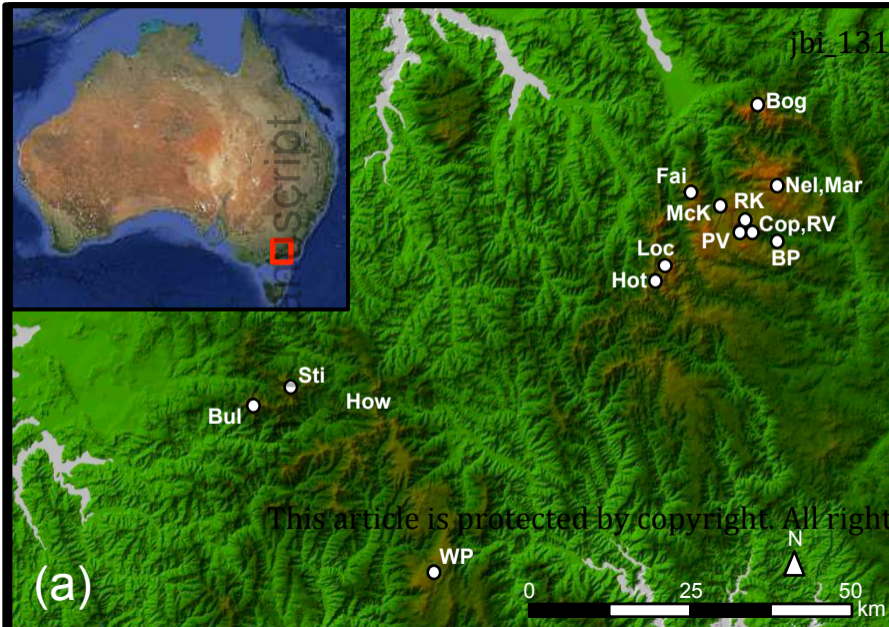 jbi_131
nuscript
Bog
Fai
Nel,Mar
McK
RK
Cop,RV
PV
BP
Loc
Hot
Sti
How
Bul
This article is protected by copyright. All right
N
WP
(a)
0 25 50
km